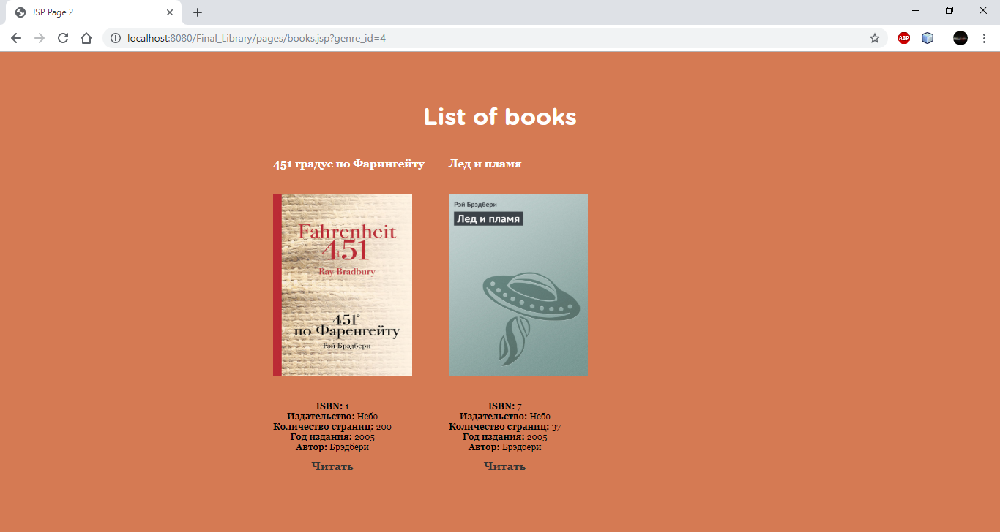 JSP Page 2
localhost:8080/Final_Library/pages/books.jsp?genre_id=4
ABP
List of books
451 градус по Фарингейту
Fahrenheit
451
Ray Bradbury
451°
по Фаренгейту
Рэй Брэдбери
ISBN: 1
Издательство: Небо
Количество страниц: 200
Год издания: 2005
Автор: Брэдбери
Читать
Лед и пламя
Рэй Брэдбери
Лед и пламя
ISBN: 7
Издательство: Небо
Количество страниц: 37
Год издания: 2005
Автор: Брэдбери
Читать